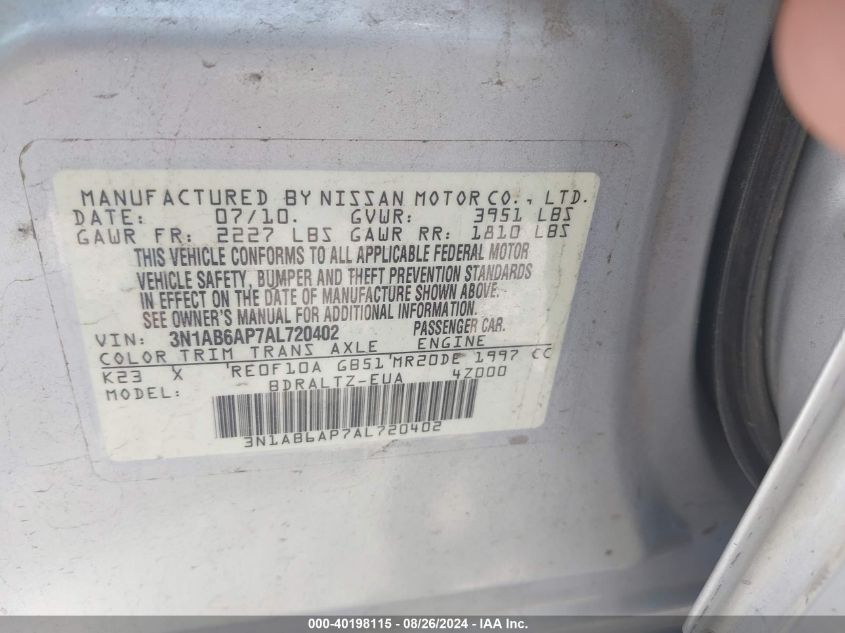 MANUFACTURED BY NISSAN MOTOR CO., LTD.
DATE: 07/10. GVWR: 3951 LBS
GAWR FR: 2227 LBS GAWR RR: 1810 LBS
THIS VEHICLE CONFORMS TO ALL APPLICABLE FEDERAL MOTOR
VEHICLE SAFETY, BUMPER AND THEFT PREVENTION STANDARDS
IN EFFECT ON THE DATE OF MANUFACTURE SHOWN ABOVE.
SEE OWNER'S MANUAL FOR ADDITIONAL INFORMATION.
VIN: 3N1AB6AP7AL720402 PASSENGER CAR.
COLOR TRIM TRANS AXLE ENGINE
K23 X RE0F10A GB51 MR20DE 1997 CC
MODEL: BDRALTZ-EUA 4Z000
3N1AB6AP7AL720402
000-40198115 - 08/26/2024 - IAA Inc.